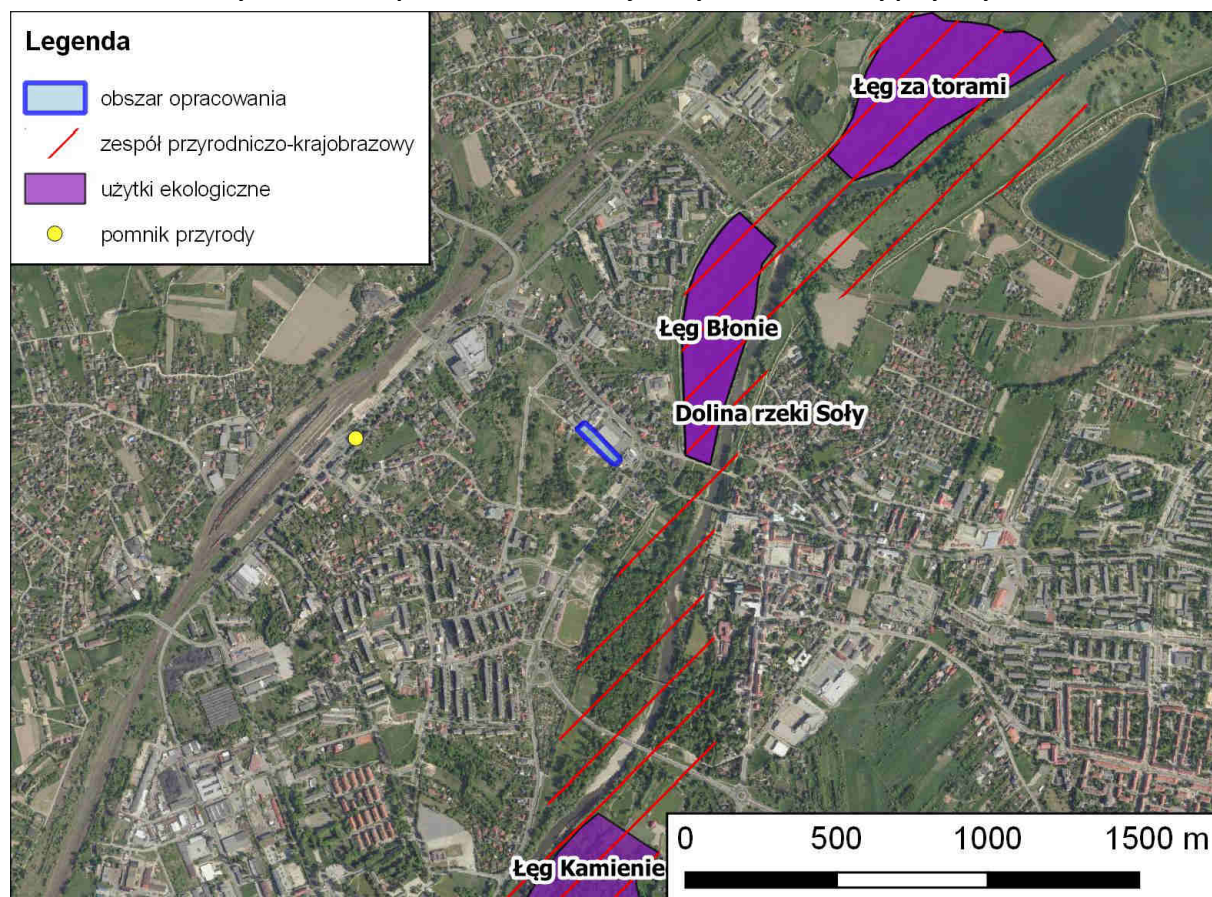 Legenda
obszar opracowania
zespół przyrodniczo-krajobrazowy
użytki ekologiczne
pomnik przyrody
Łęg za torami
Łęg Błonie
Dolina rzeki Soły
Łęg Kamienie
0 500 1000 1500 m